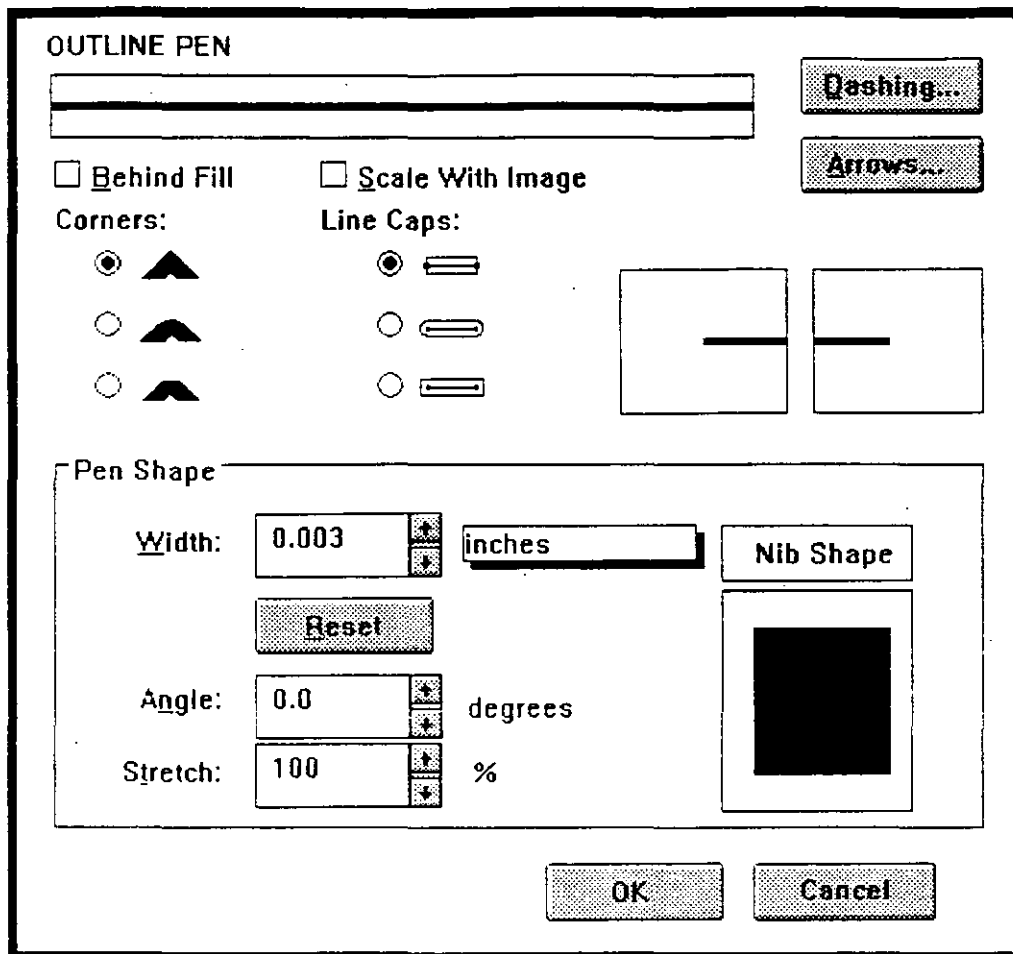 OUTLINE PEN
Dashing...
Arrows...
Behind Fill
Scale With Image
Corners:
Line Caps:
Pen Shape
Width:
0.003
inches
Nib Shape
Reset
Angle:
0.0
degrees
Stretch:
100
%
OK
Cancel